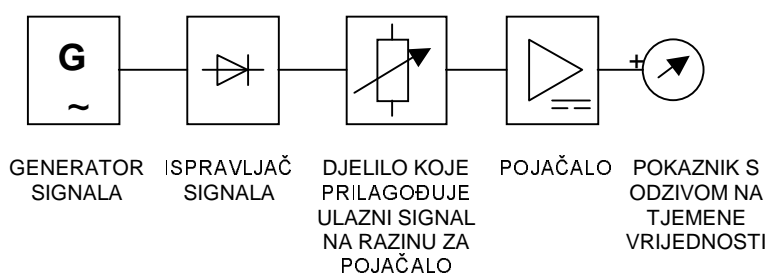 G
~
+
GENERATOR
SIGNALA
ISPRAVLJAČ
SIGNALA
DJELILO KOJE
PRILAGOĐUJE
ULAZNI SIGNAL
NA RAZINU ZA
POJAČALO
POJAČALO
POKAZNIK S
ODZIVOM NA
TJEMENE
VRIJEDNOSTI